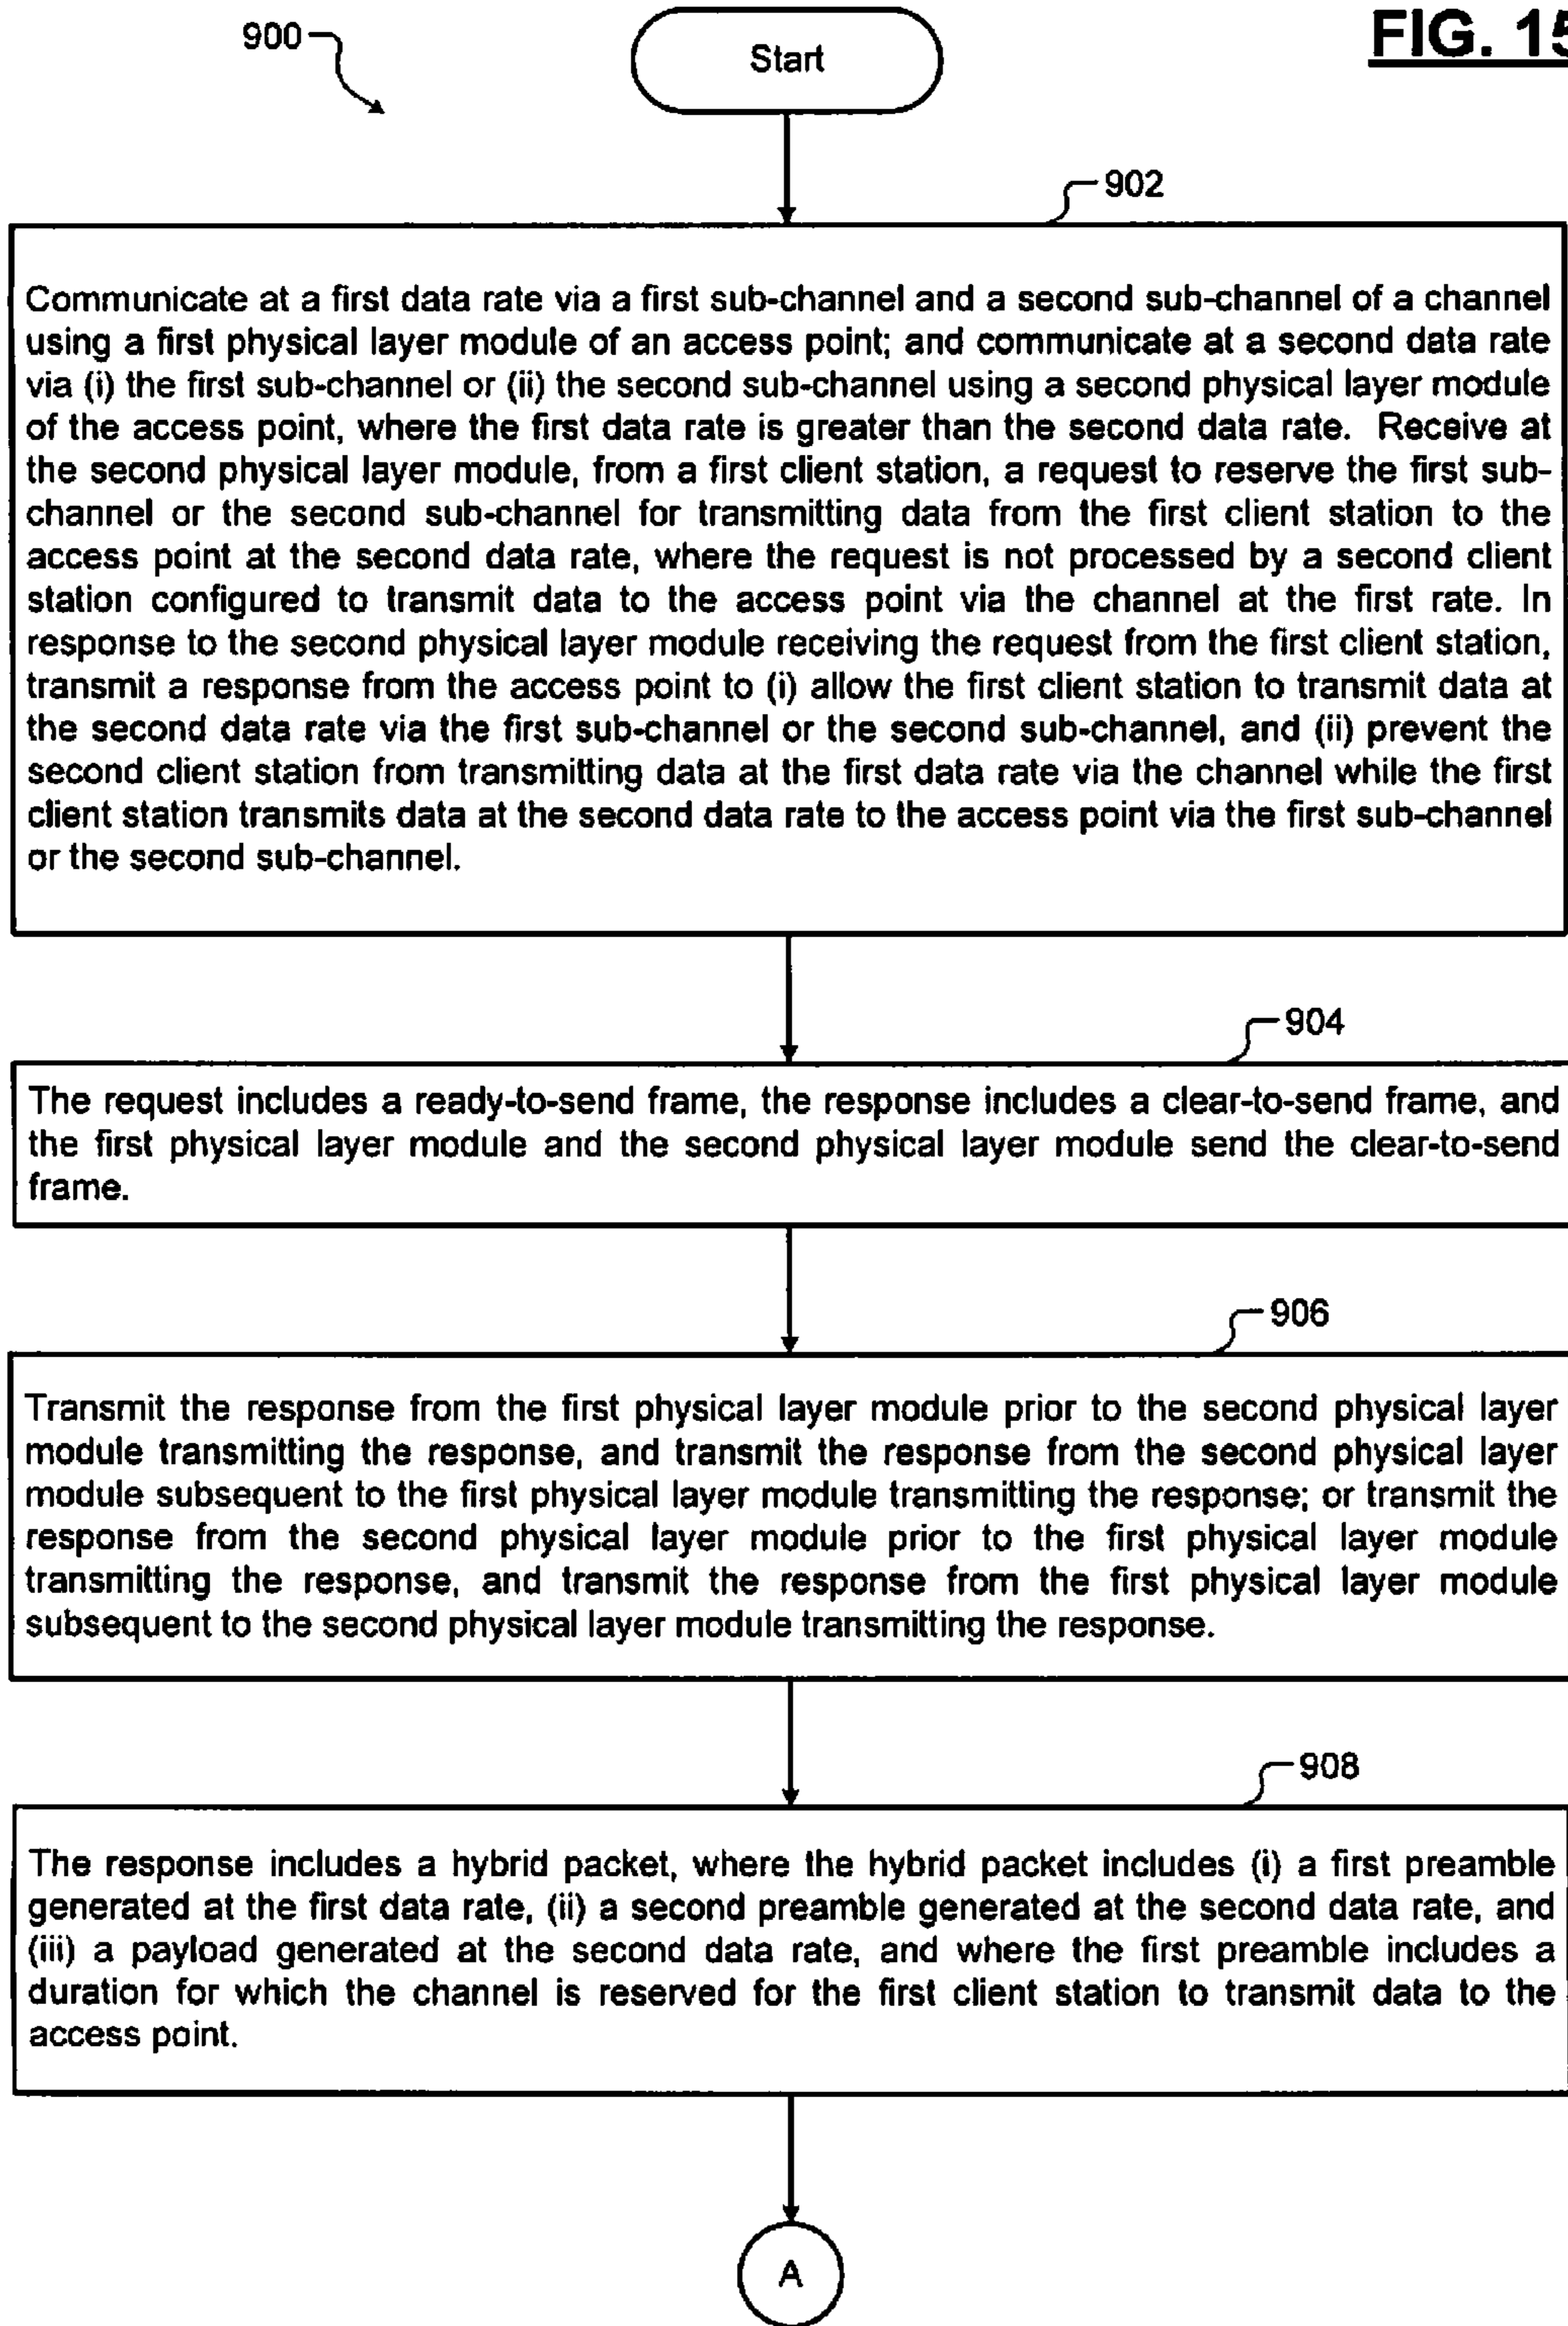 900
Start
FIG. 15
902
Communicate at a first data rate via a first sub-channel and a second sub-channel of a channel
using a first physical layer module of an access point; and communicate at a second data rate
via (i) the first sub-channel or (ii) the second sub-channel using a second physical layer module
of the access point, where the first data rate is greater than the second data rate. Receive at
the second physical layer module, from a first client station, a request to reserve the first sub-
channel or the second sub-channel for transmitting data from the first client station to the
access point at the second data rate, where the request is not processed by a second client
station configured to transmit data to the access point via the channel at the first rate. In
response to the second physical layer module receiving the request from the first client station,
transmit a response from the access point to (i) allow the first client station to transmit data at
the second data rate via the first sub-channel or the second sub-channel, and (ii) prevent the
second client station from transmitting data at the first data rate via the channel while the first
client station transmits data at the second data rate to the access point via the first sub-channel
or the second sub-channel.
904
The request includes a ready-to-send frame, the response includes a clear-to-send frame, and
the first physical layer module and the second physical layer module send the clear-to-send
frame.
906
Transmit the response from the first physical layer module prior to the second physical layer
module transmitting the response, and transmit the response from the second physical layer
module subsequent to the first physical layer module transmitting the response; or transmit the
response from the second physical layer module prior to the first physical layer module
transmitting the response, and transmit the response from the first physical layer module
subsequent to the second physical layer module transmitting the response.
908
The response includes a hybrid packet, where the hybrid packet includes (i) a first preamble
generated at the first data rate, (ii) a second preamble generated at the second data rate, and
(iii) a payload generated at the second data rate, and where the first preamble includes a
duration for which the channel is reserved for the first client station to transmit data to the
access point.
A